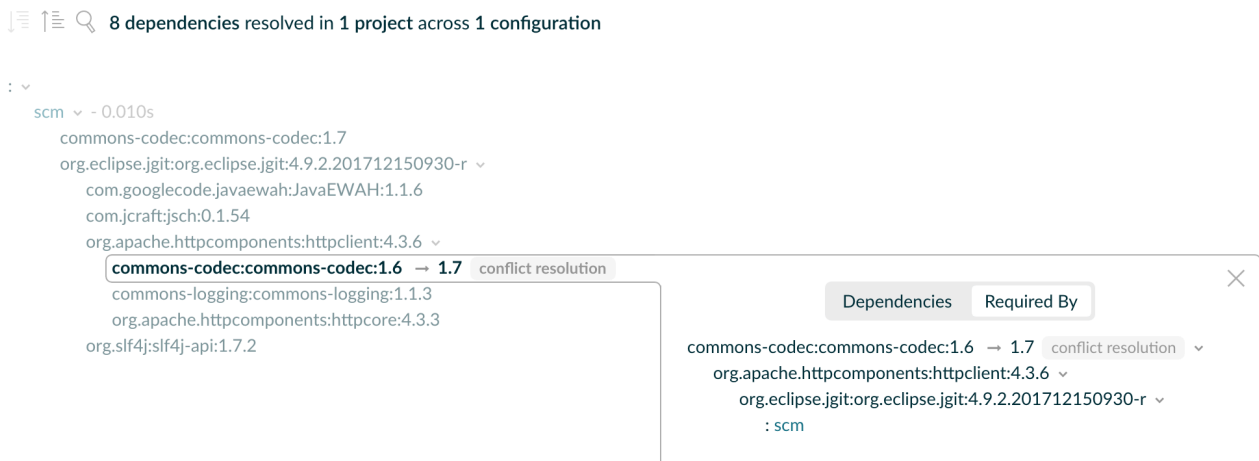 8 dependencies resolved in 1 project across 1 configuration
:
scm - 0.010s
commons-codec:commons-codec:1.7
org.eclipse.jgit:org.eclipse.jgit:4.9.2.201712150930-r
com.googlecode.javaewah:JavaEWAH:1.1.6
com.jcraft:jsch:0.1.54
org.apache.httpcomponents:httpclient:4.3.6
commons-codec:commons-codec:1.6 → 1.7 conflict resolution
commons-logging:commons-logging:1.1.3
org.apache.httpcomponents:httpcore:4.3.3
org.slf4j:slf4j-api:1.7.2
Dependencies Required By
commons-codec:commons-codec:1.6 → 1.7 conflict resolution
org.apache.httpcomponents:httpclient:4.3.6
org.eclipse.jgit:org.eclipse.jgit:4.9.2.201712150930-r
: scm